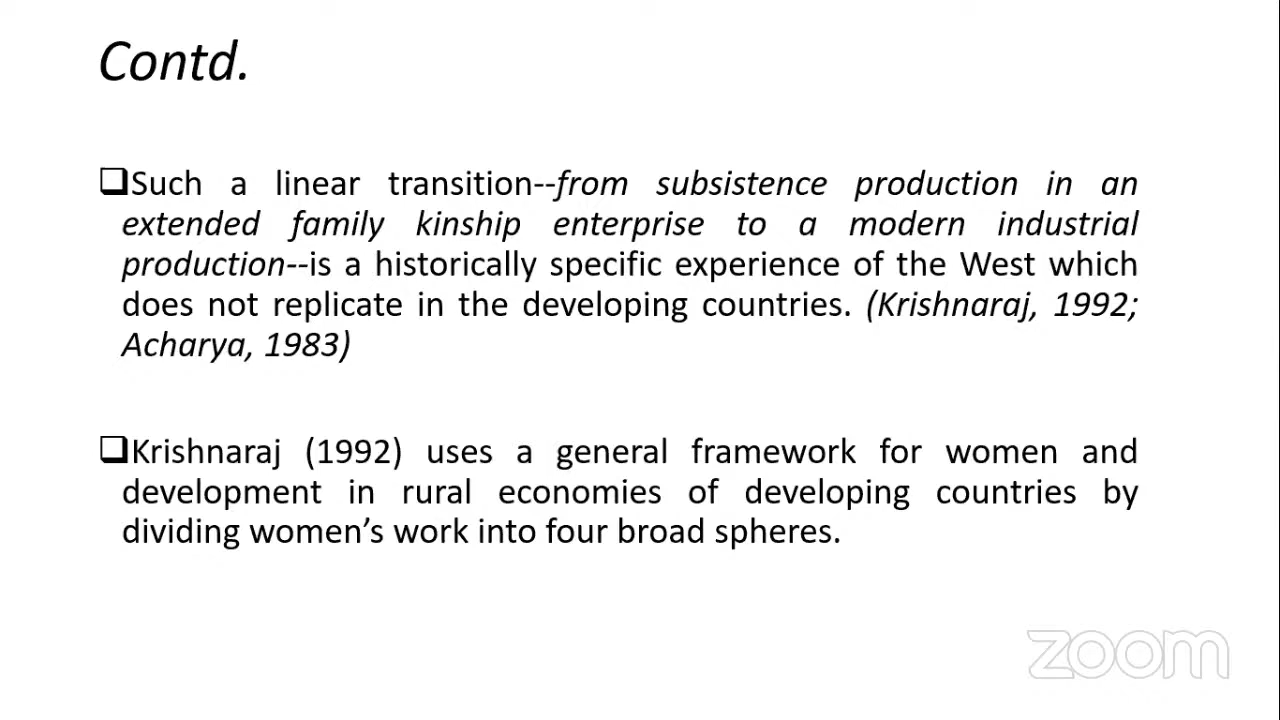 Contd.
❑Such a linear transition--from subsistence production in an
extended family kinship enterprise to a modern industrial
production--is a historically specific experience of the West which
does not replicate in the developing countries. (Krishnaraj, 1992;
Acharya, 1983)
❑Krishnaraj (1992) uses a general framework for women and
development in rural economies of developing countries by
dividing women’s work into four broad spheres.
zoom